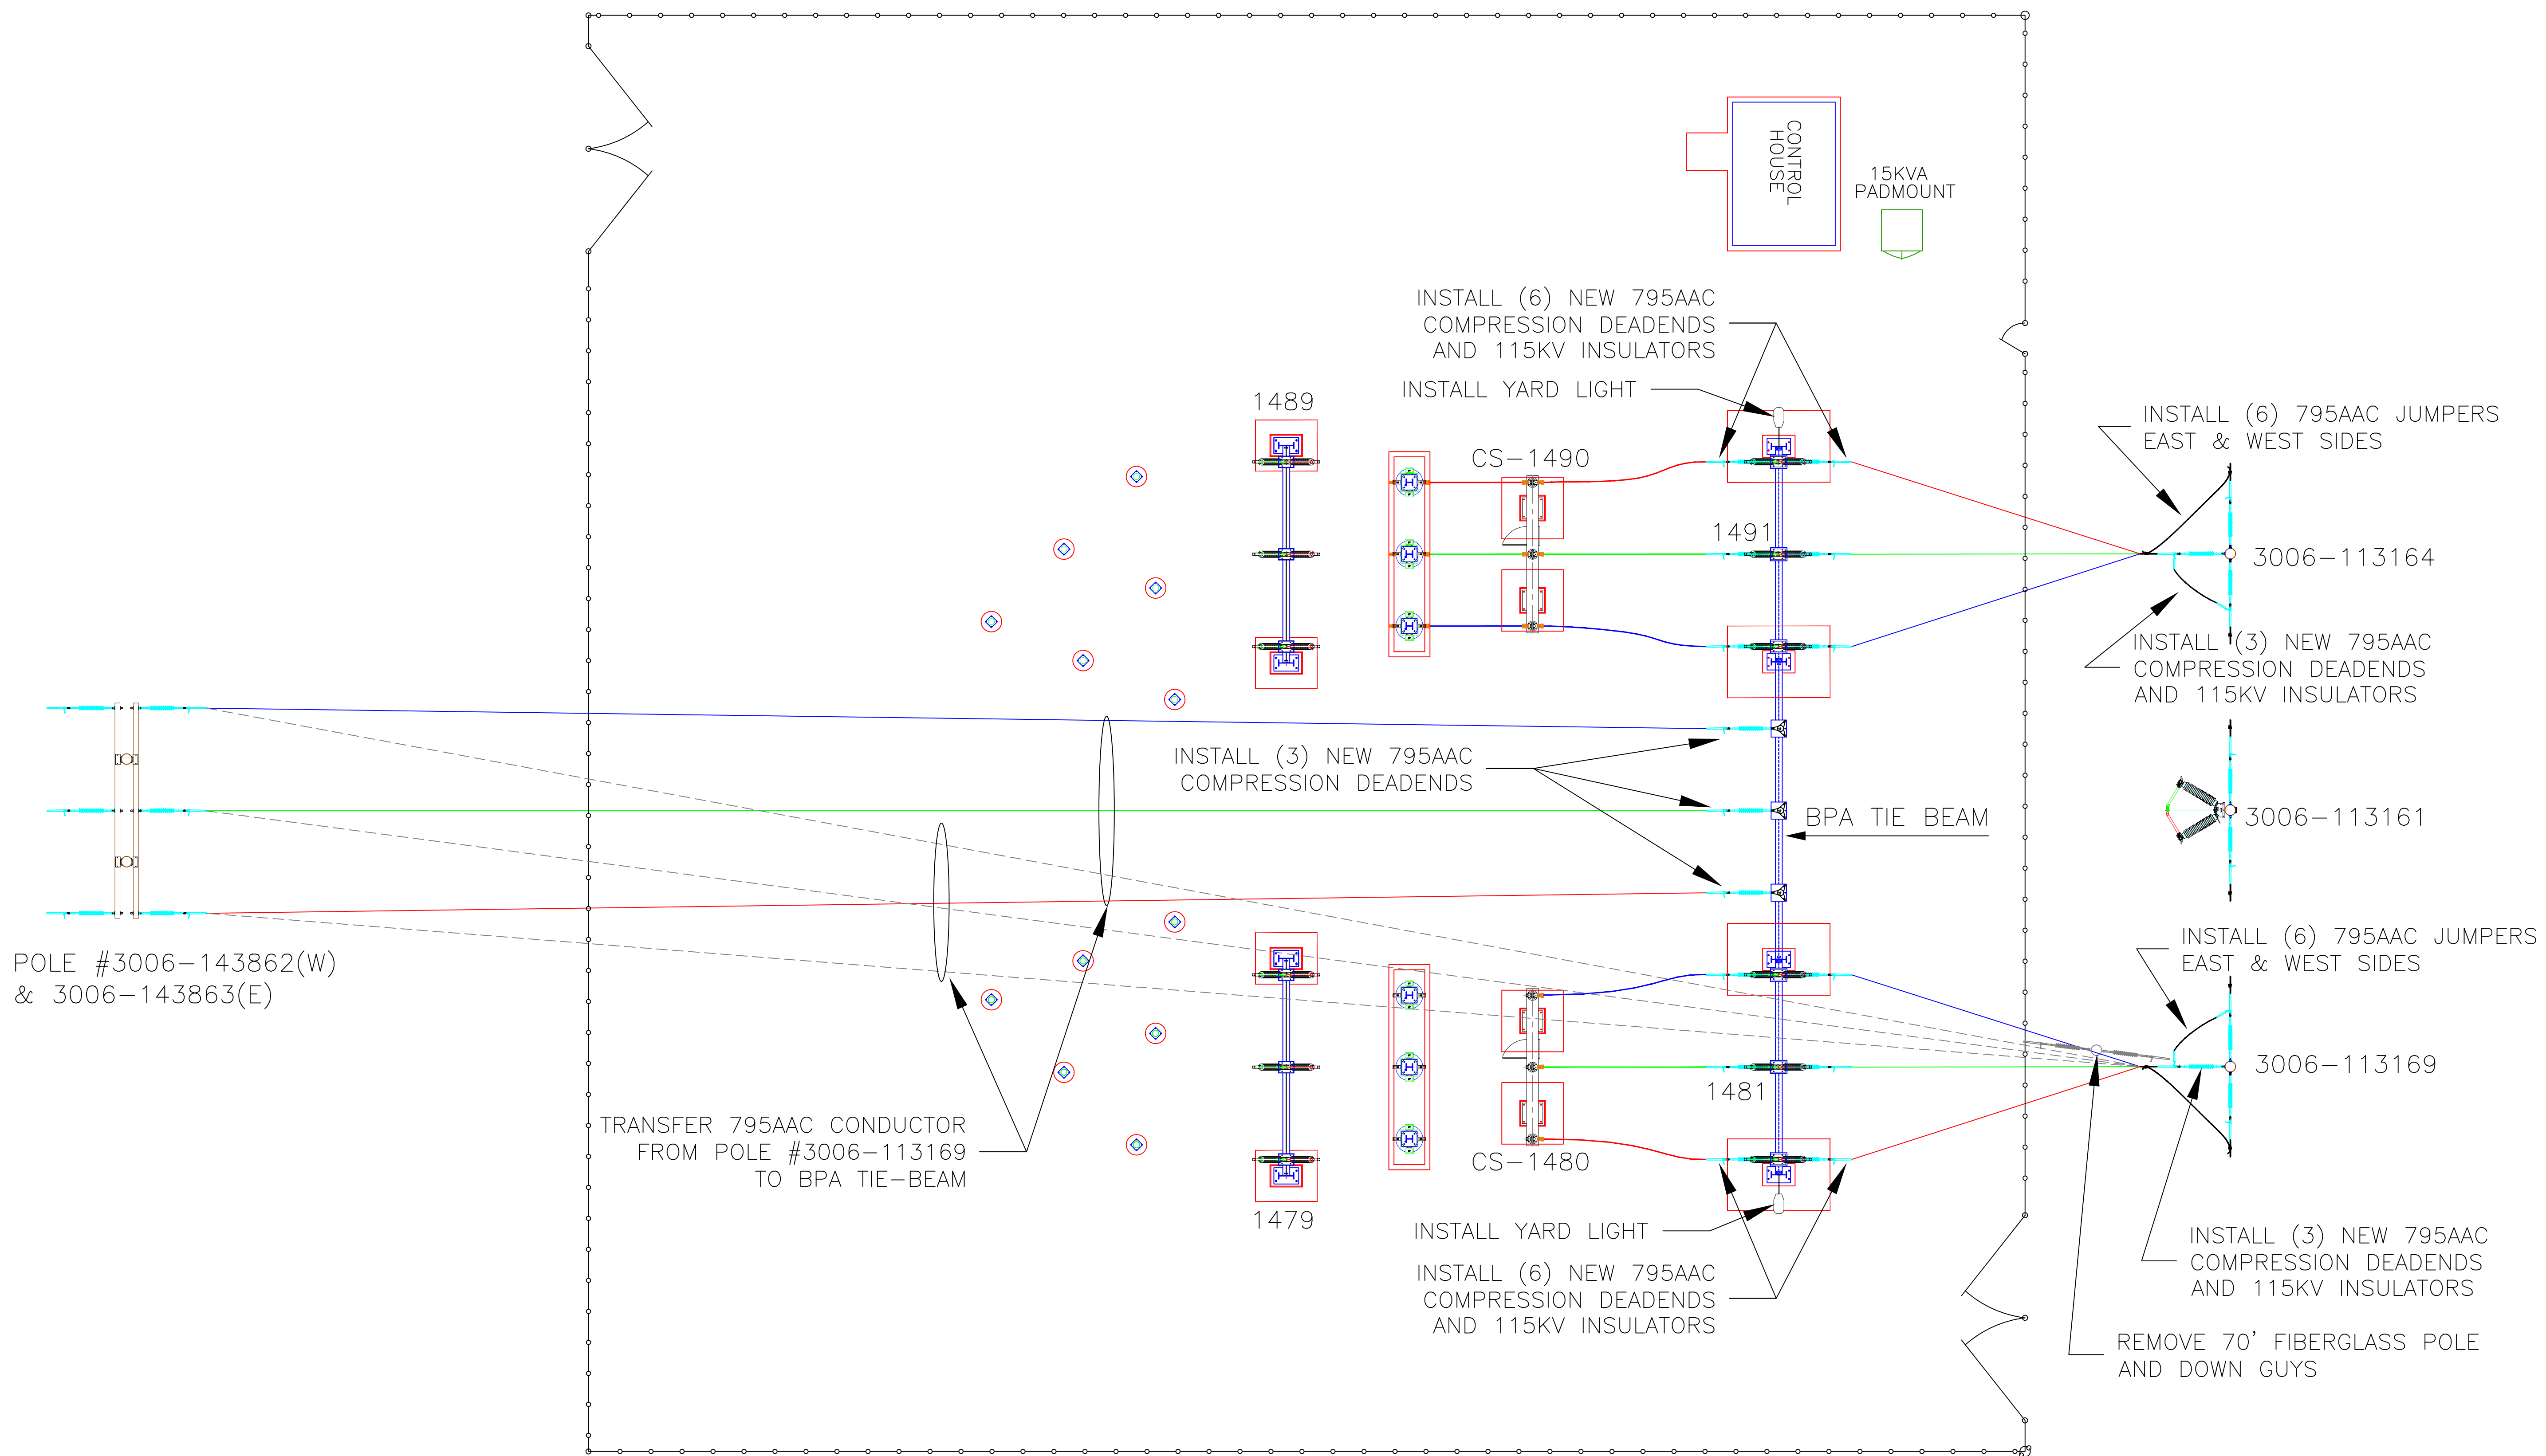 CONTROL
HOUSE
15KVA
PADMOUNT
INSTALL (6) NEW 795AAC
COMPRESSION DEADENDS
AND 115KV INSULATORS
INSTALL YARD LIGHT
1489
CS-1490
1491
INSTALL (6) 795AAC JUMPERS
EAST & WEST SIDES
3006-113164
INSTALL (3) NEW 795AAC
COMPRESSION DEADENDS
AND 115KV INSULATORS
INSTALL (3) NEW 795AAC
COMPRESSION DEADENDS
BPA TIE BEAM
3006-113161
POLE #3006-143862(W)
& 3006-143863(E)
INSTALL (6) 795AAC JUMPERS
EAST & WEST SIDES
3006-113169
TRANSFER 795AAC CONDUCTOR
FROM POLE #3006-113169
TO BPA TIE-BEAM
1481
CS-1480
1479
INSTALL YARD LIGHT
INSTALL (6) NEW 795AAC
COMPRESSION DEADENDS
AND 115KV INSULATORS
INSTALL (3) NEW 795AAC
COMPRESSION DEADENDS
AND 115KV INSULATORS
REMOVE 70' FIBERGLASS POLE
AND DOWN GUYS